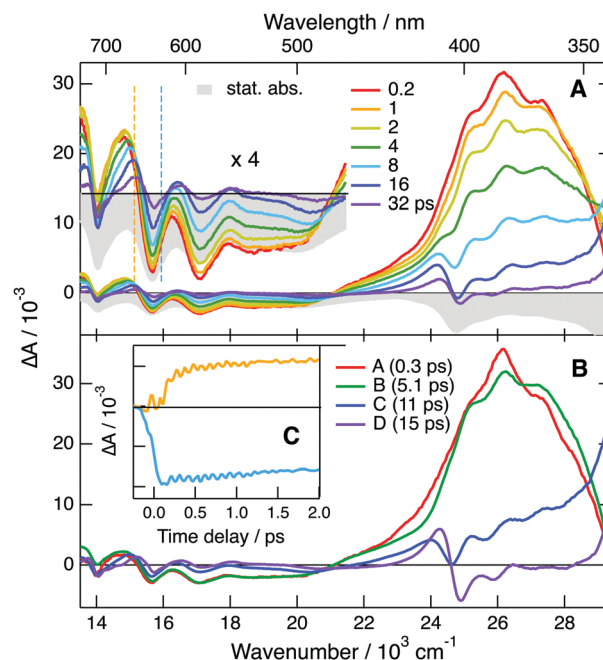 Wavelength / nm
700 600 500 400 350
30
20
10
0
stat. abs.
x 4
0.2
1
2
4
8
16
32 ps
A
ΔA / 10⁻³
30
20
10
0
A (0.3 ps)
B (5.1 ps)
C (11 ps)
D (15 ps)
B
ΔA / 10⁻³
C
0.0 0.5 1.0 1.5 2.0
Time delay / ps
14 16 18 20 22 24 26 28
Wavenumber / 10³ cm⁻¹